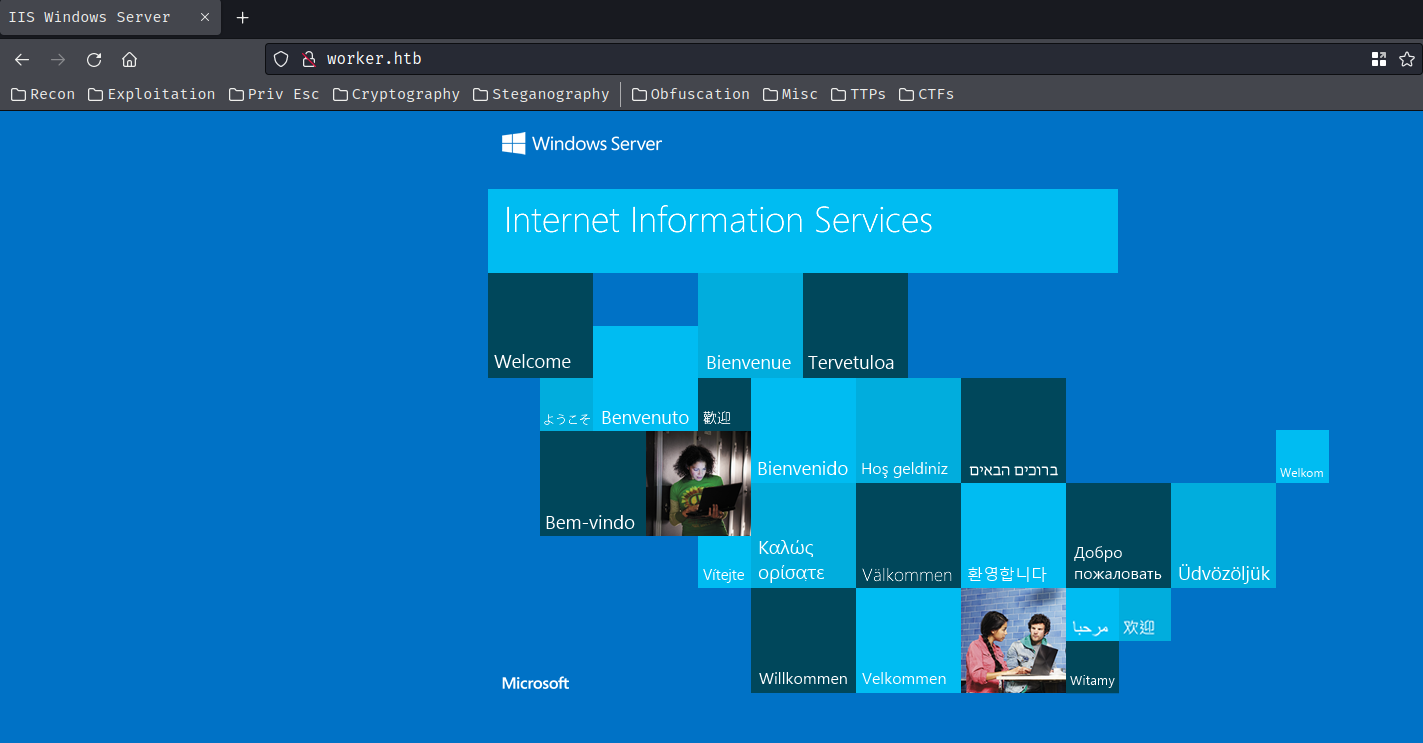 IIS Windows Server
worker.htb
Recon Exploitation Priv Esc Cryptography Steganography Obfuscation Misc TTPs CTFs
Windows Server
Internet Information Services
Welcome
Bienvenue
Tervetuloa
ようこそ
Benvenuto
歡迎
Bienvenido
Hoş geldiniz
ברוכים הבאים
Welkom
Bem-vindo
Vítejte
Καλώς
ορίσατε
Välkommen
환영합니다
Добро
пожаловать
Üdvözöljük
مرحبا
欢迎
Willkommen
Velkommen
Witamy
Microsoft